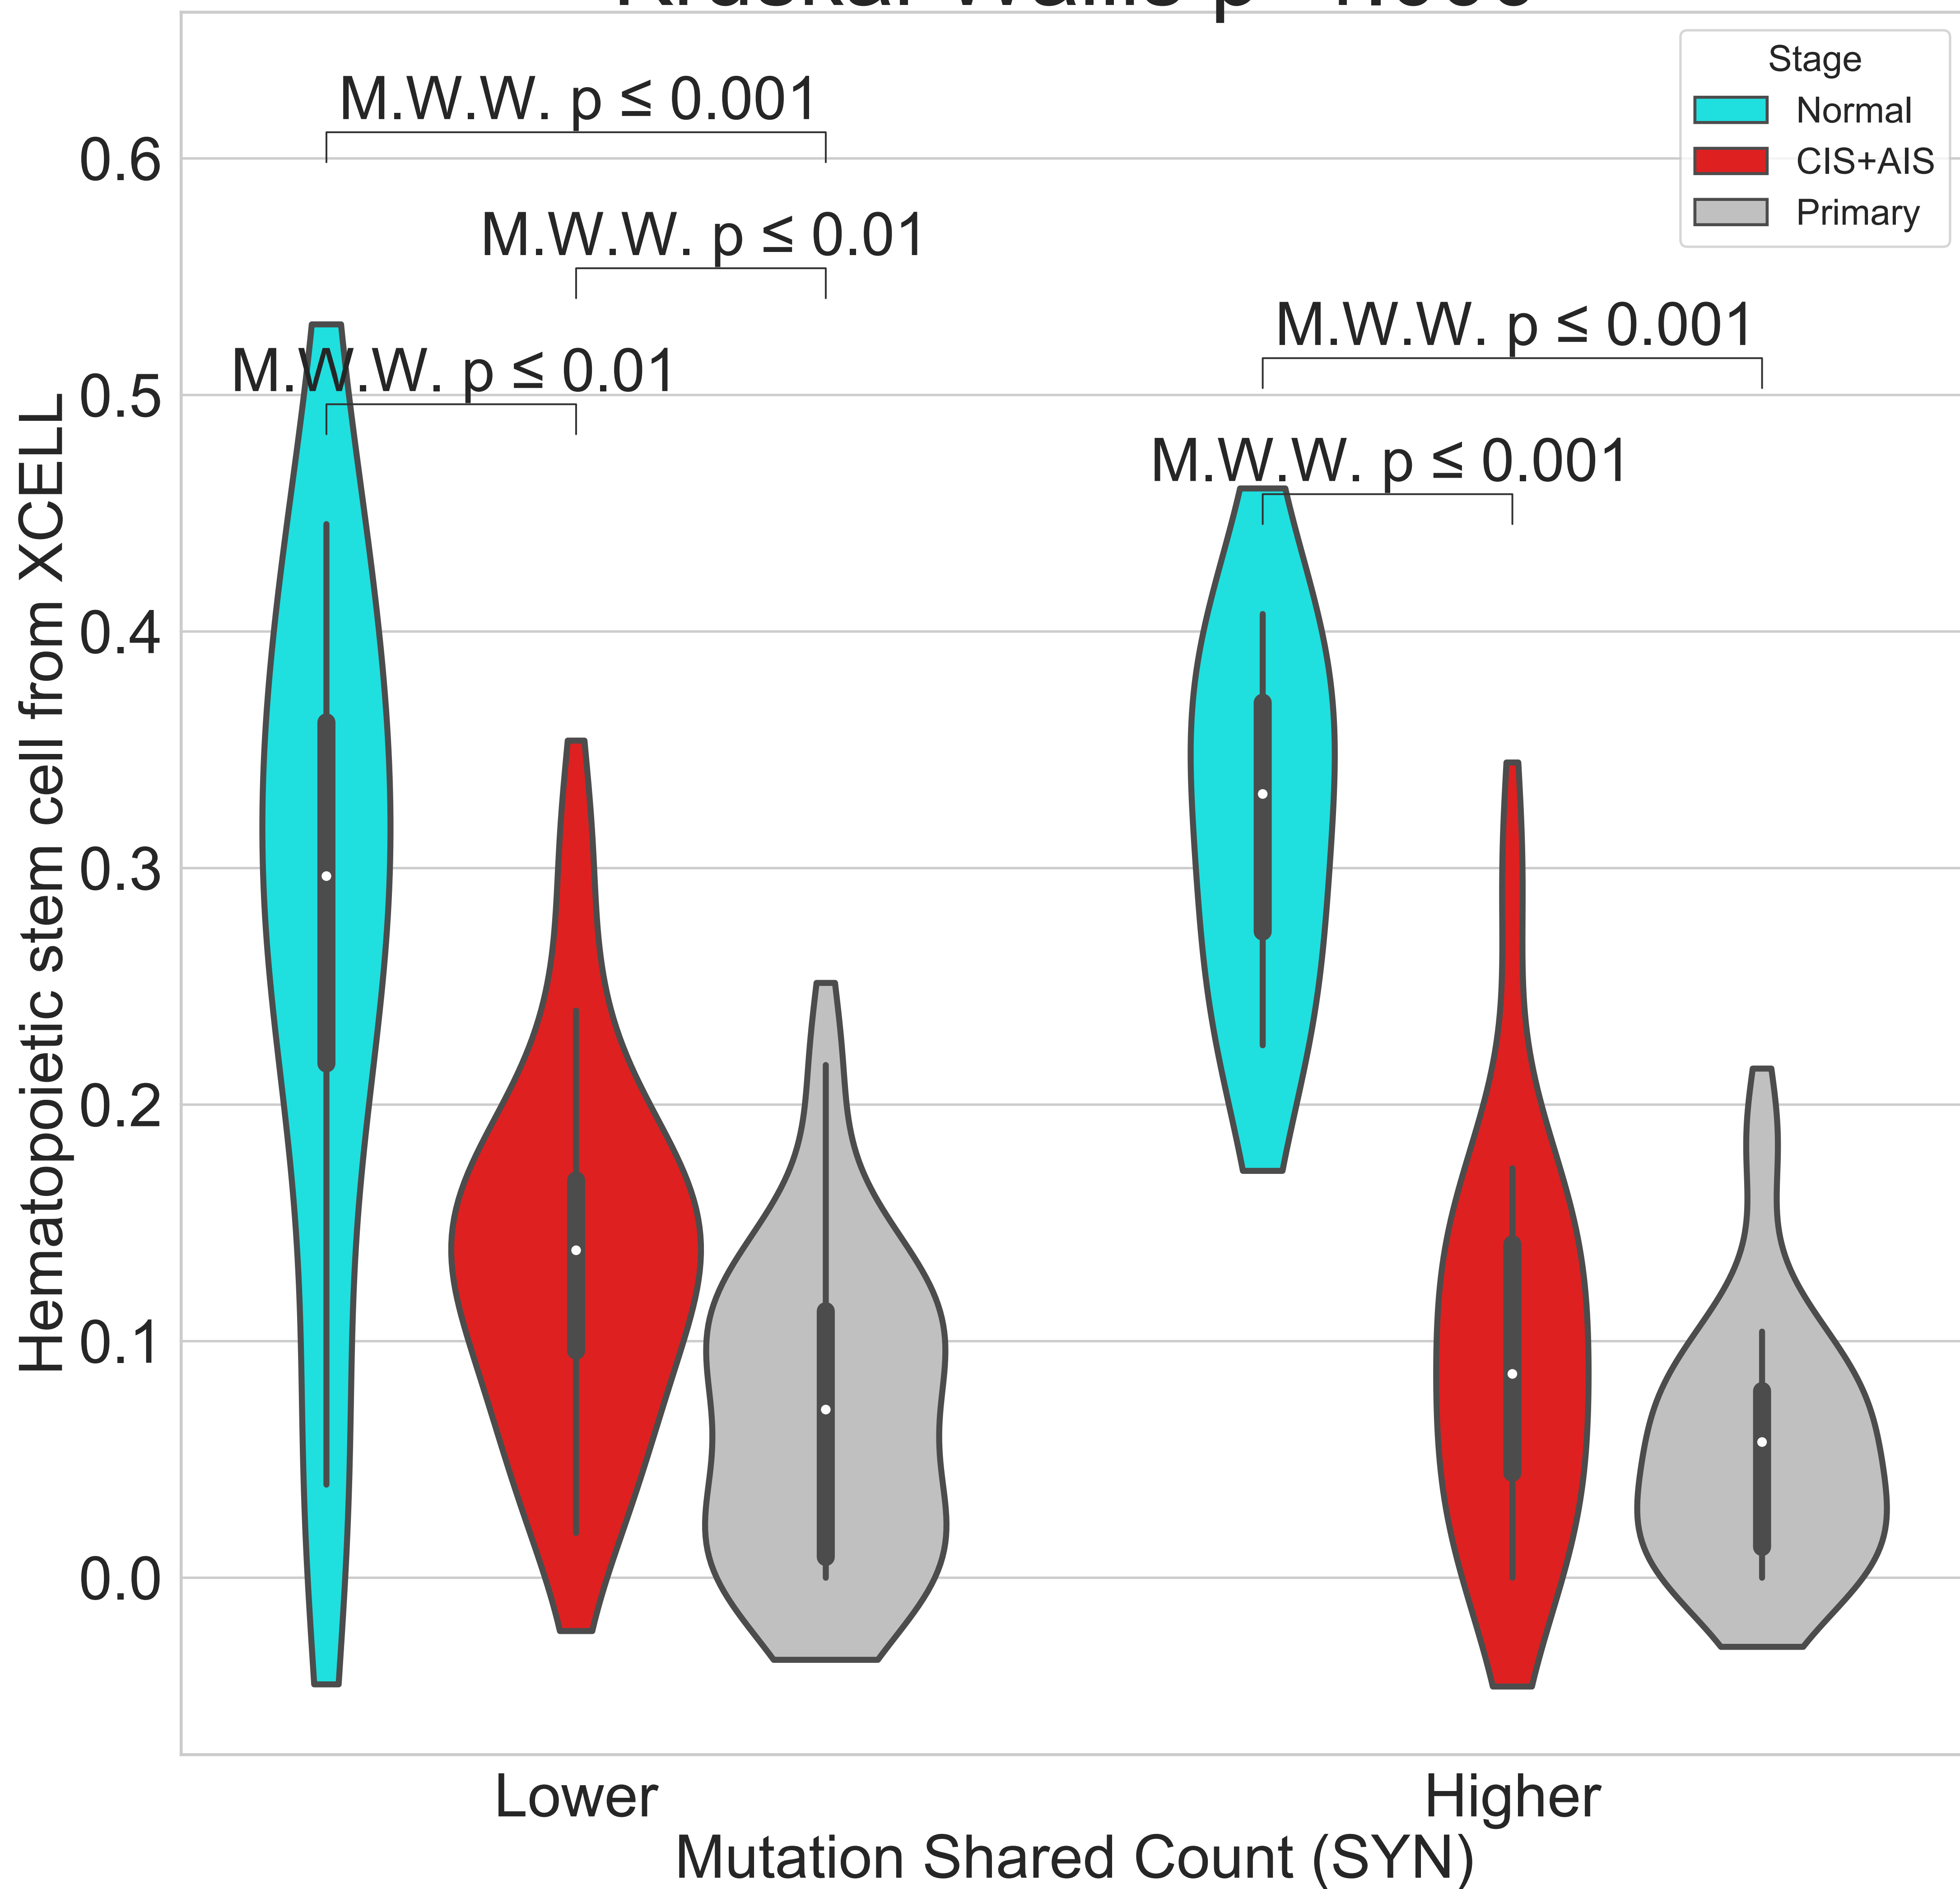 Stage
Normal
CIS+AIS
Primary
M.W.W. p ≤ 0.001
M.W.W. p ≤ 0.01
M.W.W. p ≤ 0.01
M.W.W. p ≤ 0.001
M.W.W. p ≤ 0.001
Hematopoietic stem cell from XCELL
0.6
0.5
0.4
0.3
0.2
0.1
0.0
Lower
Higher
Mutation Shared Count (SYN)